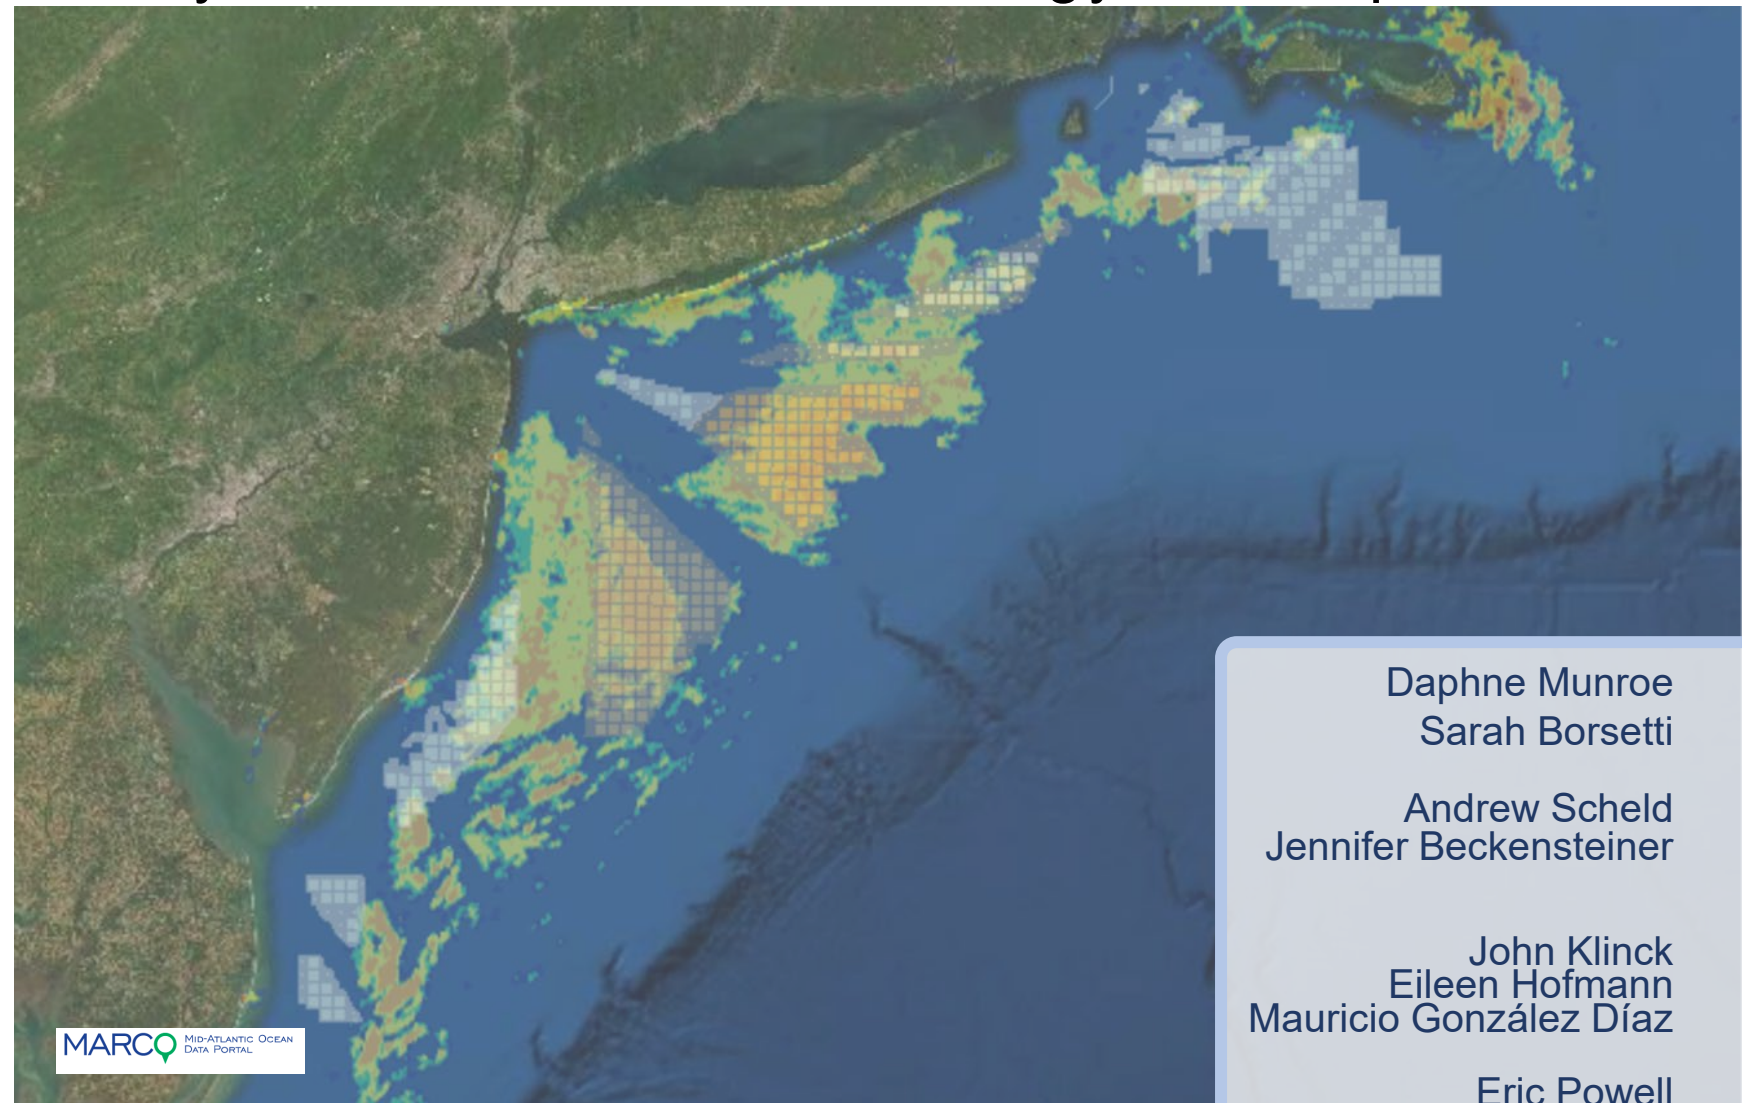 MARCO MID-ATLANTIC OCEAN
DATA PORTAL
Daphne Munroe
Sarah Borsetti
Andrew Scheld
Jennifer Beckensteiner
John Klinck
Eileen Hofmann
Mauricio González Díaz
Eric Powell